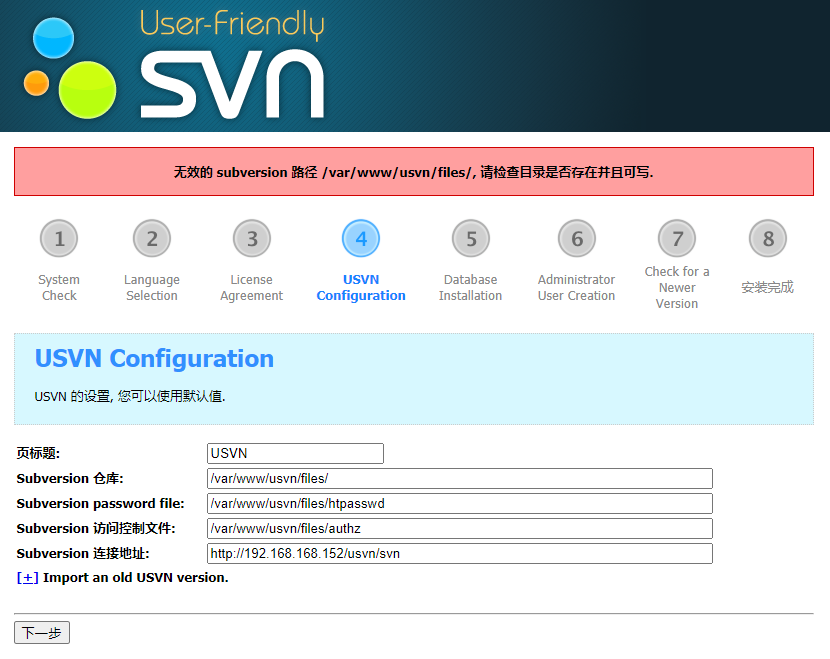 User-Friendly
SVN
无效的 subversion 路径 /var/www/usvn/files/, 请检查目录是否存在并且可写.
1 2 3 4 5 6 7 8
System Check
Language Selection
License Agreement
USVN Configuration
Database Installation
Administrator User Creation
Check for a Newer Version
安装完成
USVN Configuration
USVN 的设置, 您可以使用默认值.
页标题: USVN
Subversion 仓库: /var/www/usvn/files/
Subversion password file: /var/www/usvn/files/htpasswd
Subversion 访问控制文件: /var/www/usvn/files/authz
Subversion 连接地址: http://192.168.168.152/usvn/svn
[+] Import an old USVN version.
下一步